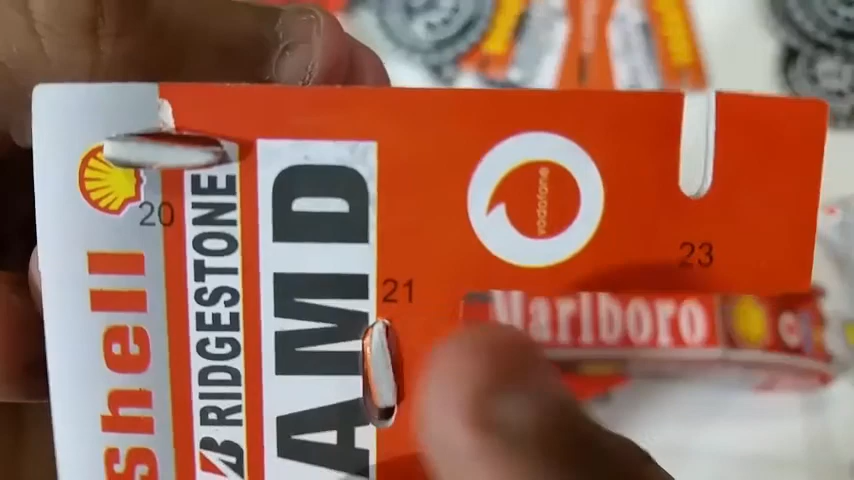 Shell
20
BRIDGESTONE
AMD
21
vodafone
23
Marlboro